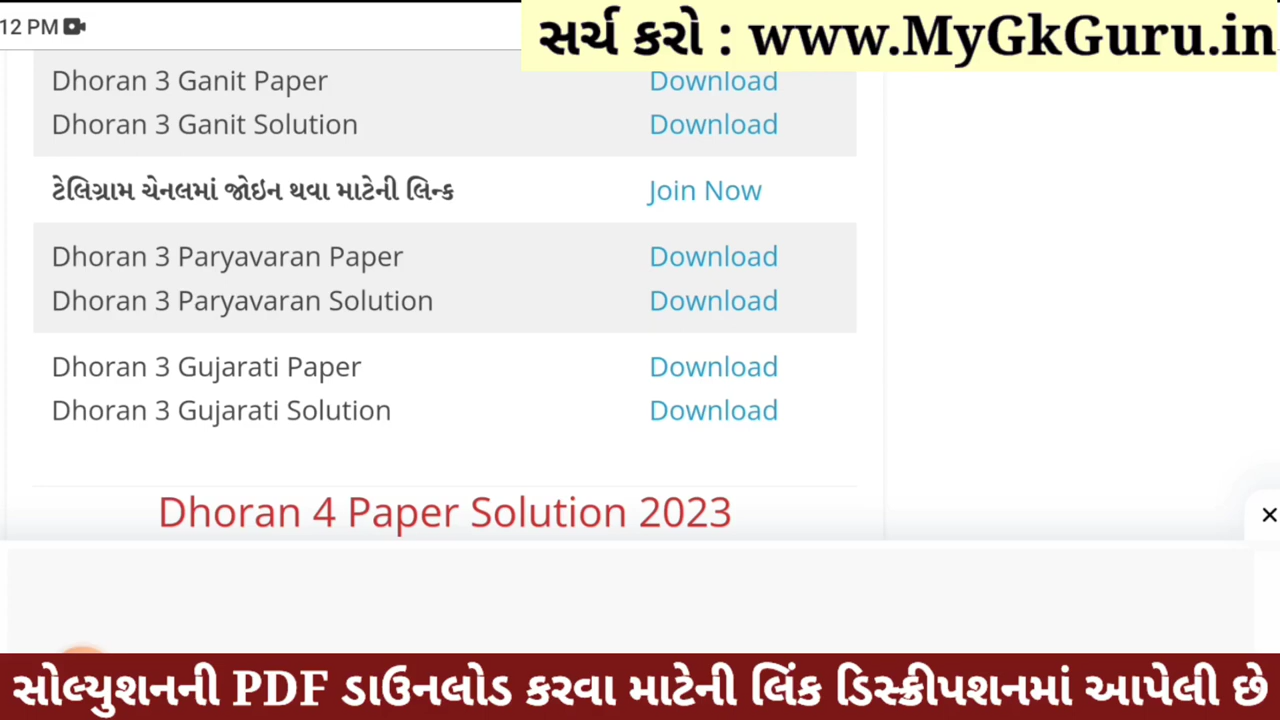 12 PM
સર્ચ કરો : www.MyGkGuru.in
Dhoran 3 Ganit Paper Download
Dhoran 3 Ganit Solution Download
ટેલિગ્રામ ચેનલમાં જોઇન થવા માટેની લિન્ક Join Now
Dhoran 3 Paryavaran Paper Download
Dhoran 3 Paryavaran Solution Download
Dhoran 3 Gujarati Paper Download
Dhoran 3 Gujarati Solution Download
Dhoran 4 Paper Solution 2023
સોલ્યુશનની PDF ડાઉનલોડ કરવા માટેની લિંક ડિસ્ક્રીપશનમાં આપેલી છે